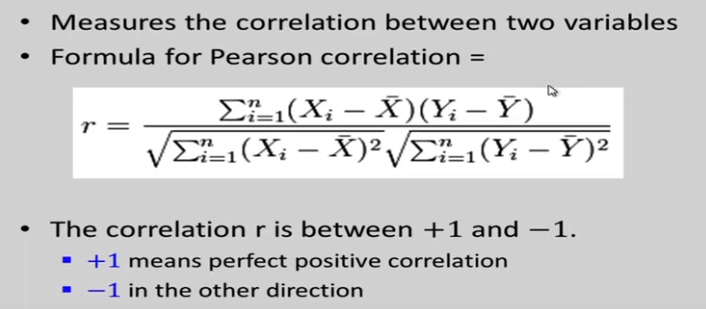 • Measures the correlation between two variables
• Formula for Pearson correlation =
r = \frac{\sum_{i=1}^{n}(X_i - \bar{X})(Y_i - \bar{Y})}{\sqrt{\sum_{i=1}^{n}(X_i - \bar{X})^2}\sqrt{\sum_{i=1}^{n}(Y_i - \bar{Y})^2}}
• The correlation r is between +1 and −1.
▪ +1 means perfect positive correlation
▪ −1 in the other direction